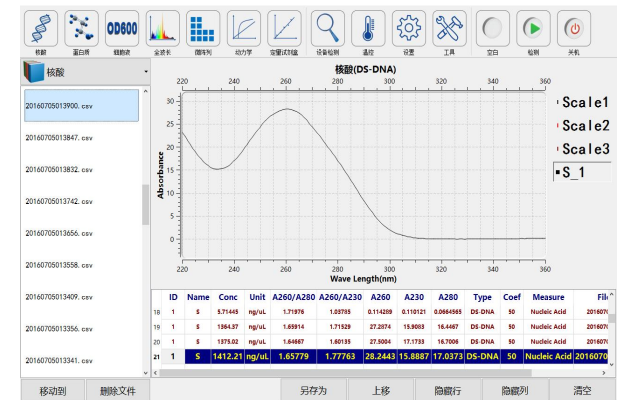 OD600
核酸 蛋白质 细胞液 全波长 微阵列 动力学 定量试剂盒 设备检测 温控 设置 工具 空白 检测 关机
核酸
20160705013900.csv
20160705013847.csv
20160705013832.csv
20160705013742.csv
20160705013656.csv
20160705013558.csv
20160705013409.csv
20160705013356.csv
20160705013341.csv
核酸(DS-DNA)
220 240 260 280 300 320 340 360
30
25
20
15
10
5
0
Absorbance
220 240 260 280 300 320 340 360
Wave Length(nm)
Scale1
Scale2
Scale3
S_1
ID Name Conc Unit A260/A280 A260/A230 A260 A230 A280 Type Coef Measure File
18 1 S 5.71445 ng/uL 1.71976 1.03785 0.114289 0.110121 0.0664565 DS-DNA 50 Nucleic Acid 201607
19 1 S 1364.37 ng/uL 1.65914 1.71529 27.2874 15.9083 16.4467 DS-DNA 50 Nucleic Acid 201607
20 1 S 1375.02 ng/uL 1.64667 1.60135 27.5004 17.1733 16.7006 DS-DNA 50 Nucleic Acid 201607
21 1 S 1412.21 ng/uL 1.65779 1.77763 28.2443 15.8887 17.0373 DS-DNA 50 Nucleic Acid 2016070
移动到 删除文件 另存为 上移 隐藏行 隐藏列 清空